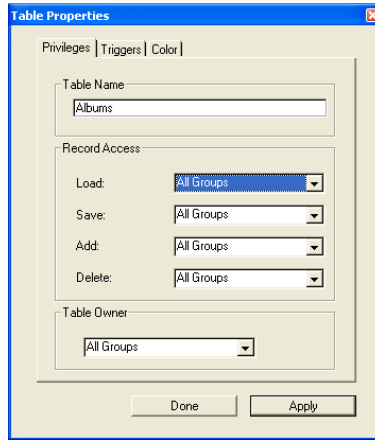 Table Properties
Privileges Triggers Color
Table Name
Albums
Record Access
Load: All Groups
Save: All Groups
Add: All Groups
Delete: All Groups
Table Owner
All Groups
Done Apply